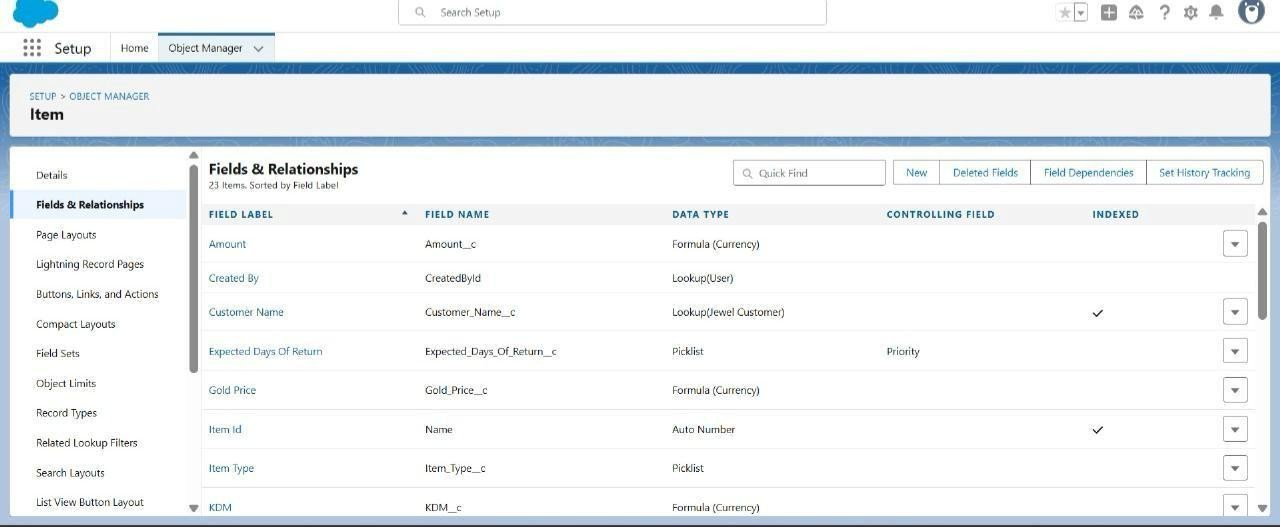 Search Setup
Setup Home Object Manager
SETUP > OBJECT MANAGER
Item
Details
Fields & Relationships
Page Layouts
Lightning Record Pages
Buttons, Links, and Actions
Compact Layouts
Field Sets
Object Limits
Record Types
Related Lookup Filters
Search Layouts
List View Button Layout
Fields & Relationships
23 Items. Sorted by Field Label
Quick Find New Deleted Fields Field Dependencies Set History Tracking
FIELD LABEL FIELD NAME DATA TYPE CONTROLLING FIELD INDEXED
Amount Amount__c Formula (Currency)
Created By CreatedById Lookup(User)
Customer Name Customer_Name__c Lookup(Jewel Customer) ✓
Expected Days Of Return Expected_Days_Of_Return__c Picklist Priority
Gold Price Gold_Price__c Formula (Currency)
Item Id Name Auto Number ✓
Item Type Item_Type__c Picklist
KDM KDM__c Formula (Currency)